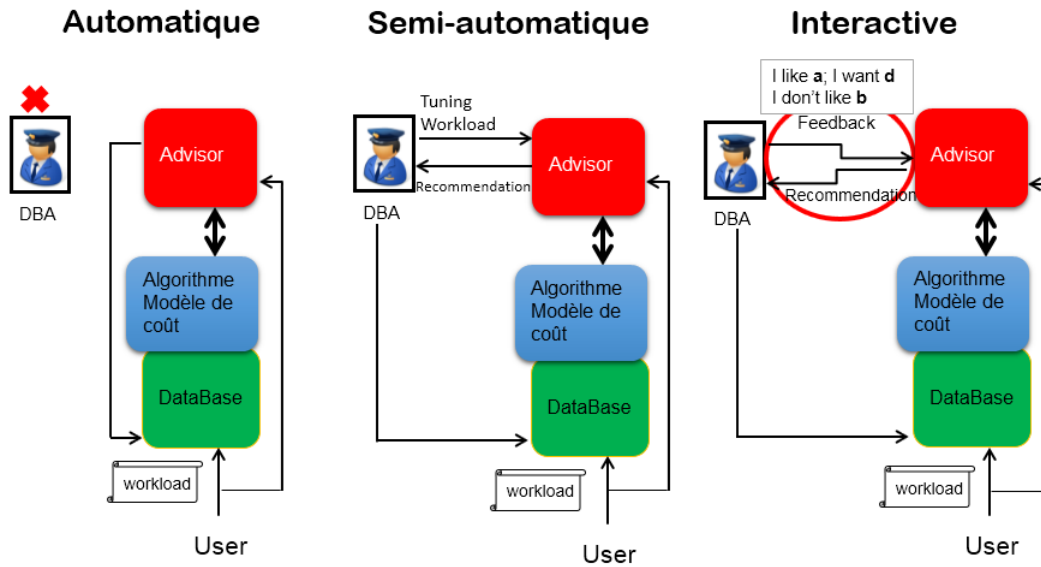 Automatique
DBA
Advisor
Algorithme
Modèle de
coût
DataBase
workload
User
Semi-automatique
Tuning
Workload
Recommendation
DBA
Advisor
Algorithme
Modèle de
coût
DataBase
workload
User
Interactive
I like a; I want d
I don't like b
Feedback
Recommendation
DBA
Advisor
Algorithme
Modèle de
coût
DataBase
workload
User